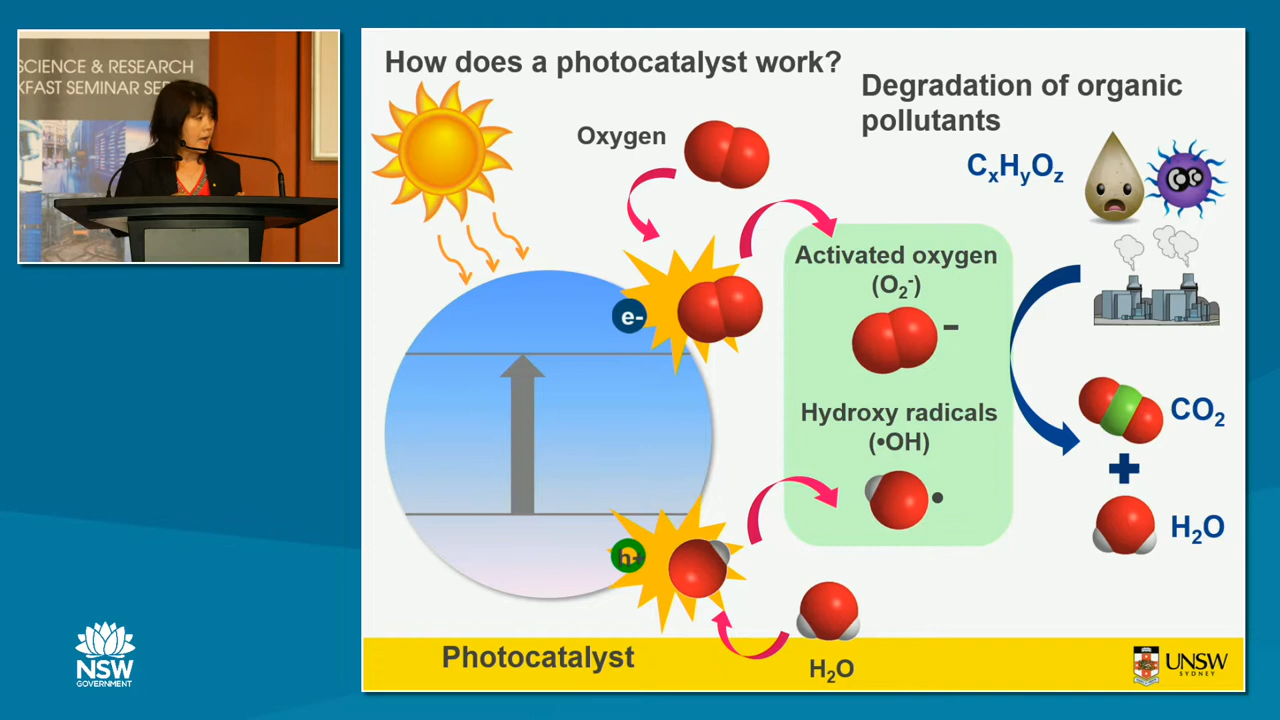 SCIENCE & RESEARCH
KFAST SEMINAR SE
How does a photocatalyst work?
Degradation of organic
pollutants
Oxygen
CxHyOz
Activated oxygen
(O2-)
e-
Hydroxy radicals
(•OH)
CO2
+
H2O
h+
Photocatalyst
H2O
NSW
GOVERNMENT
UNSW
SYDNEY